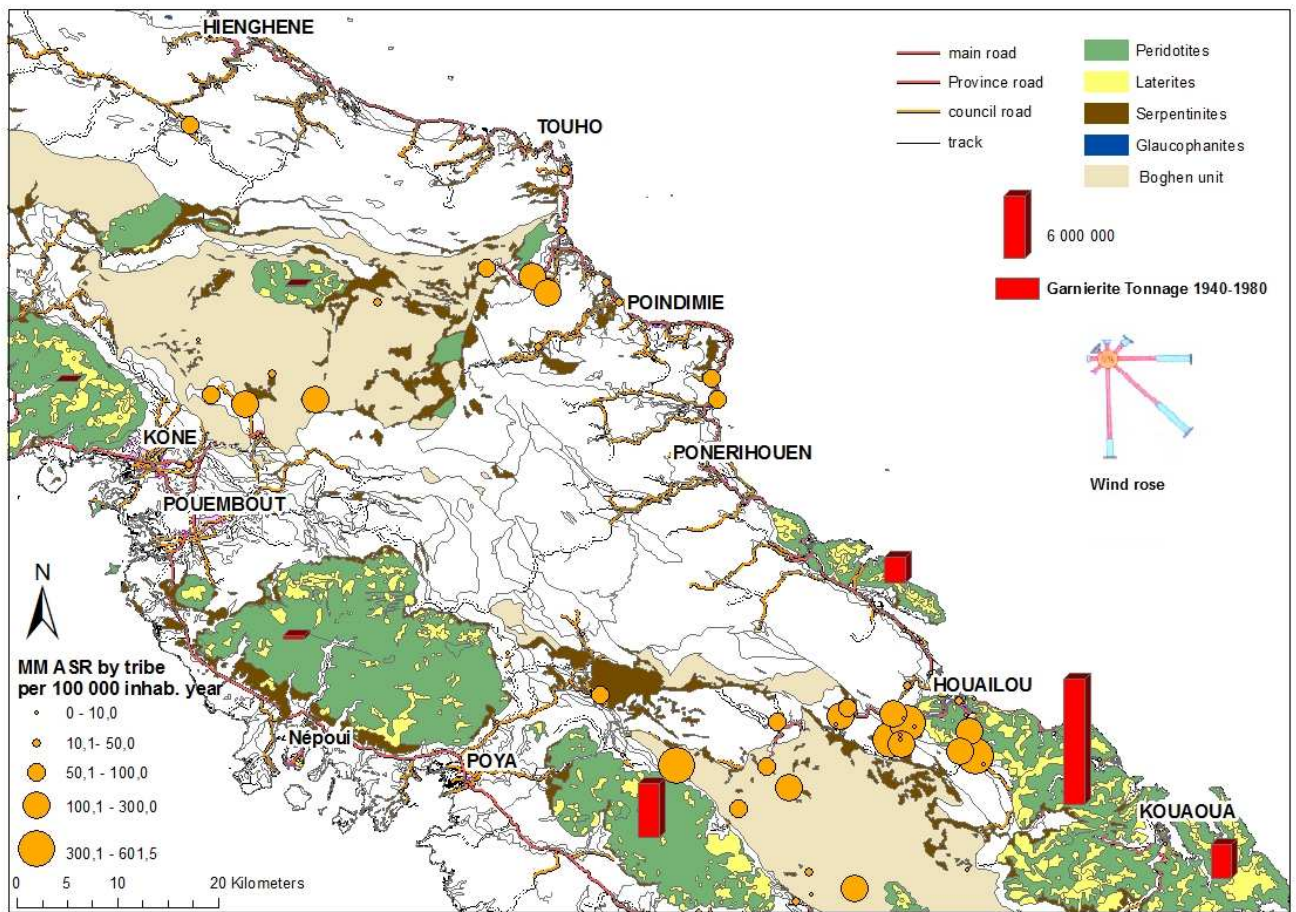 HIENGHENE
TOUHO
POINDIMIE
PONERIHOUEN
KONE
POUEMBOUT
Népoui
POYA
HOUAILOU
KOUAOUA
main road
Province road
council road
track
Peridotites
Laterites
Serpentinites
Glaucophanites
Boghen unit
6 000 000
Garnierite Tonnage 1940-1980
Wind rose
N
MM ASR by tribe
per 100 000 inhab. year
0 - 10,0
10,1- 50,0
50,1 - 100,0
100,1 - 300,0
300,1 - 601,5
0 5 10 20 Kilometers